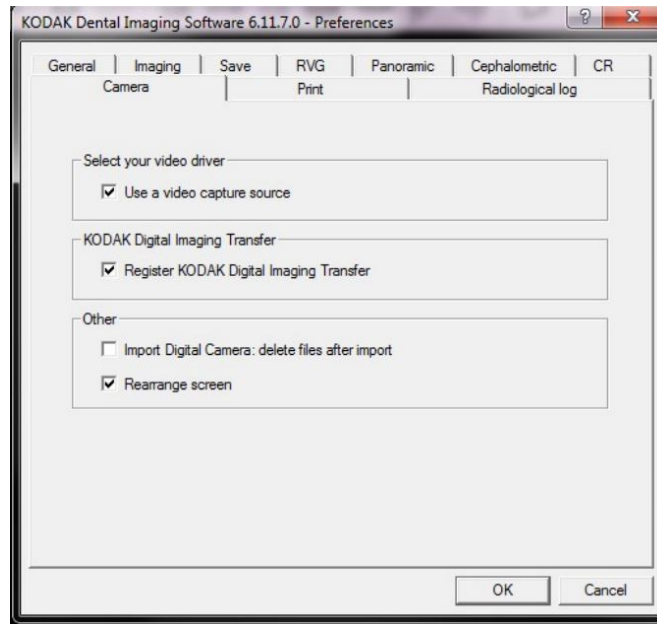 KODAK Dental Imaging Software 6.11.7.0 - Preferences
General Imaging Save RVG Panoramic Cephalometric CR
Camera Print Radiological log
Select your video driver
Use a video capture source
KODAK Digital Imaging Transfer
Register KODAK Digital Imaging Transfer
Other
Import Digital Camera: delete files after import
Rearrange screen
OK Cancel